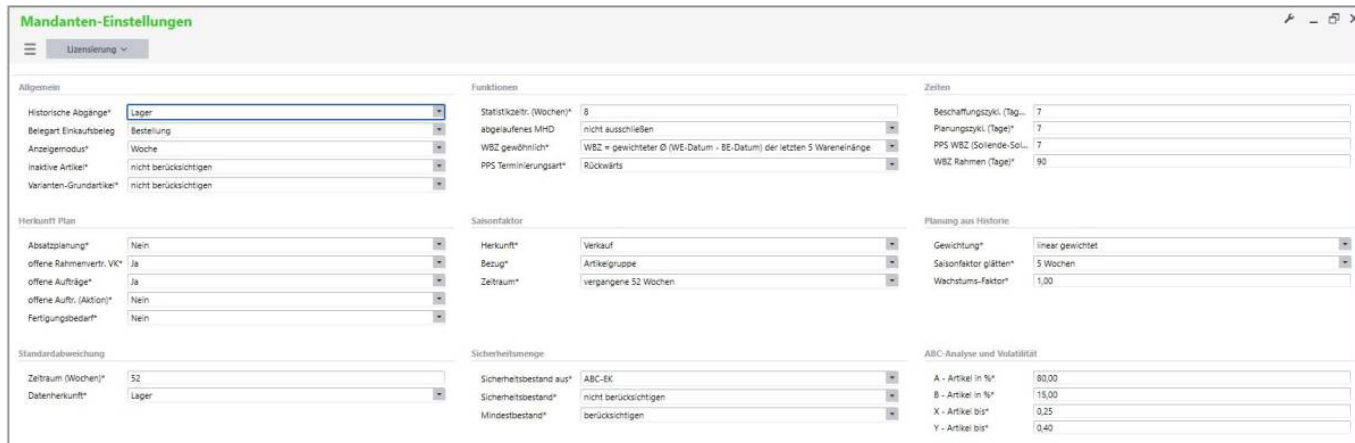 Mandanten-Einstellungen
Lizensierung
Allgemein
Historische Abgänge* Lager
Belegart Einkaufsbeleg Bestellung
Anzeigemodus* Woche
inaktive Artikel* nicht berücksichtigen
Varianten-Grundartikel* nicht berücksichtigen
Funktionen
Statistikzeitr. (Wochen)* 8
abgelaufenes MHD nicht ausschließen
WBZ gewöhnlich* WBZ = gewichteter Ø (WE-Datum - BE-Datum) der letzten 5 Wareneinänge
PPS Terminierungsart* Rückwärts
Zeiten
Beschaffungszykl. (Tag... 7
Planungszykl. (Tage)* 7
PPS WBZ (Soliende-Sol... 7
WBZ Rahmen (Tage)* 90
Herkunft Plan
Absatzplanung* Nein
offene Rahmenvertr. VK* Ja
offene Aufträge* Ja
offene Auftr. (Aktion)* Nein
Fertigungsbedarf* Nein
Saisonfaktor
Herkunft* Verkauf
Bezug* Artikelgruppe
Zeitraum* vergangene 52 Wochen
Planung aus Historie
Gewichtung* linear gewichtet
Saisonfaktor glätten* 5 Wochen
Wachstums-Faktor* 1,00
Standardabweichung
Zeitraum (Wochen)* 52
Datenherkunft* Lager
Sicherheitsmenge
Sicherheitsbestand aus* ABC-EK
Sicherheitsbestand* nicht berücksichtigen
Mindestbestand* berücksichtigen
ABC-Analyse und Volatilität
A - Artikel in %* 80,00
B - Artikel in %* 15,00
X - Artikel bis* 0,25
Y - Artikel bis* 0,40